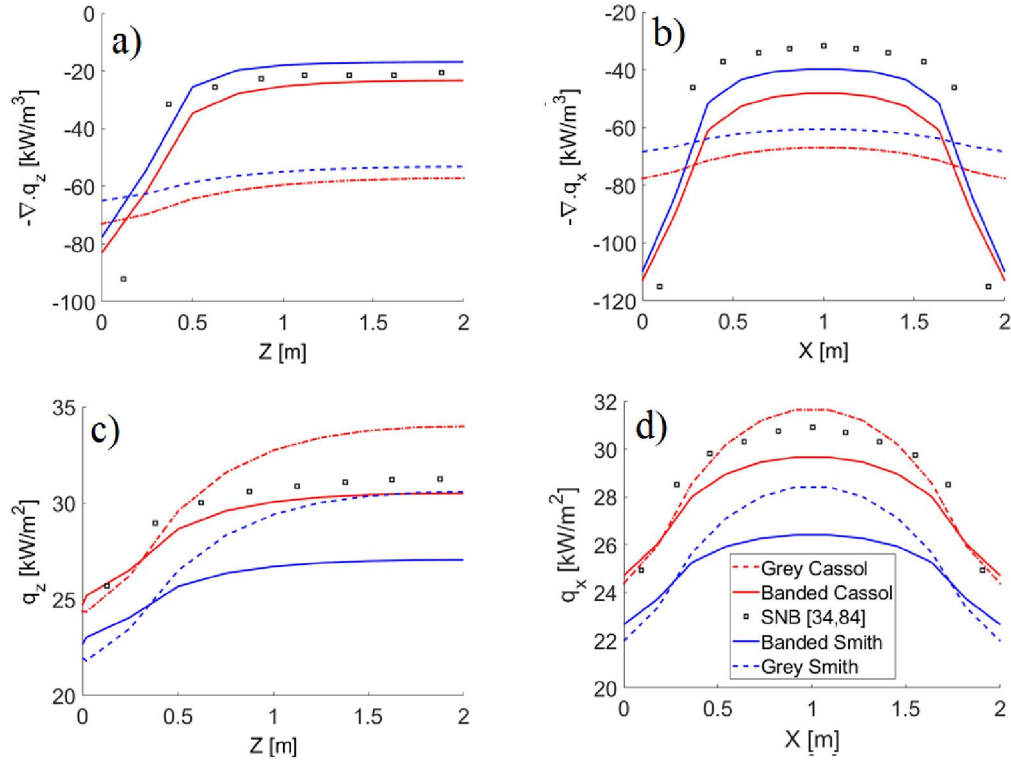 a)
0
-20
-40
-60
-80
-100
-∇.q_z [kW/m³]
0 0.5 1 1.5 2
Z [m]
b)
-20
-40
-60
-80
-100
-120
-∇.q_x [kW/m³]
0 0.5 1 1.5 2
X [m]
c)
35
30
25
20
q_z [kW/m²]
0 0.5 1 1.5 2
Z [m]
d)
32
30
28
26
24
22
20
q_x [kW/m²]
Grey Cassol
Banded Cassol
SNB [34,84]
Banded Smith
Grey Smith
0 0.5 1 1.5 2
X [m]